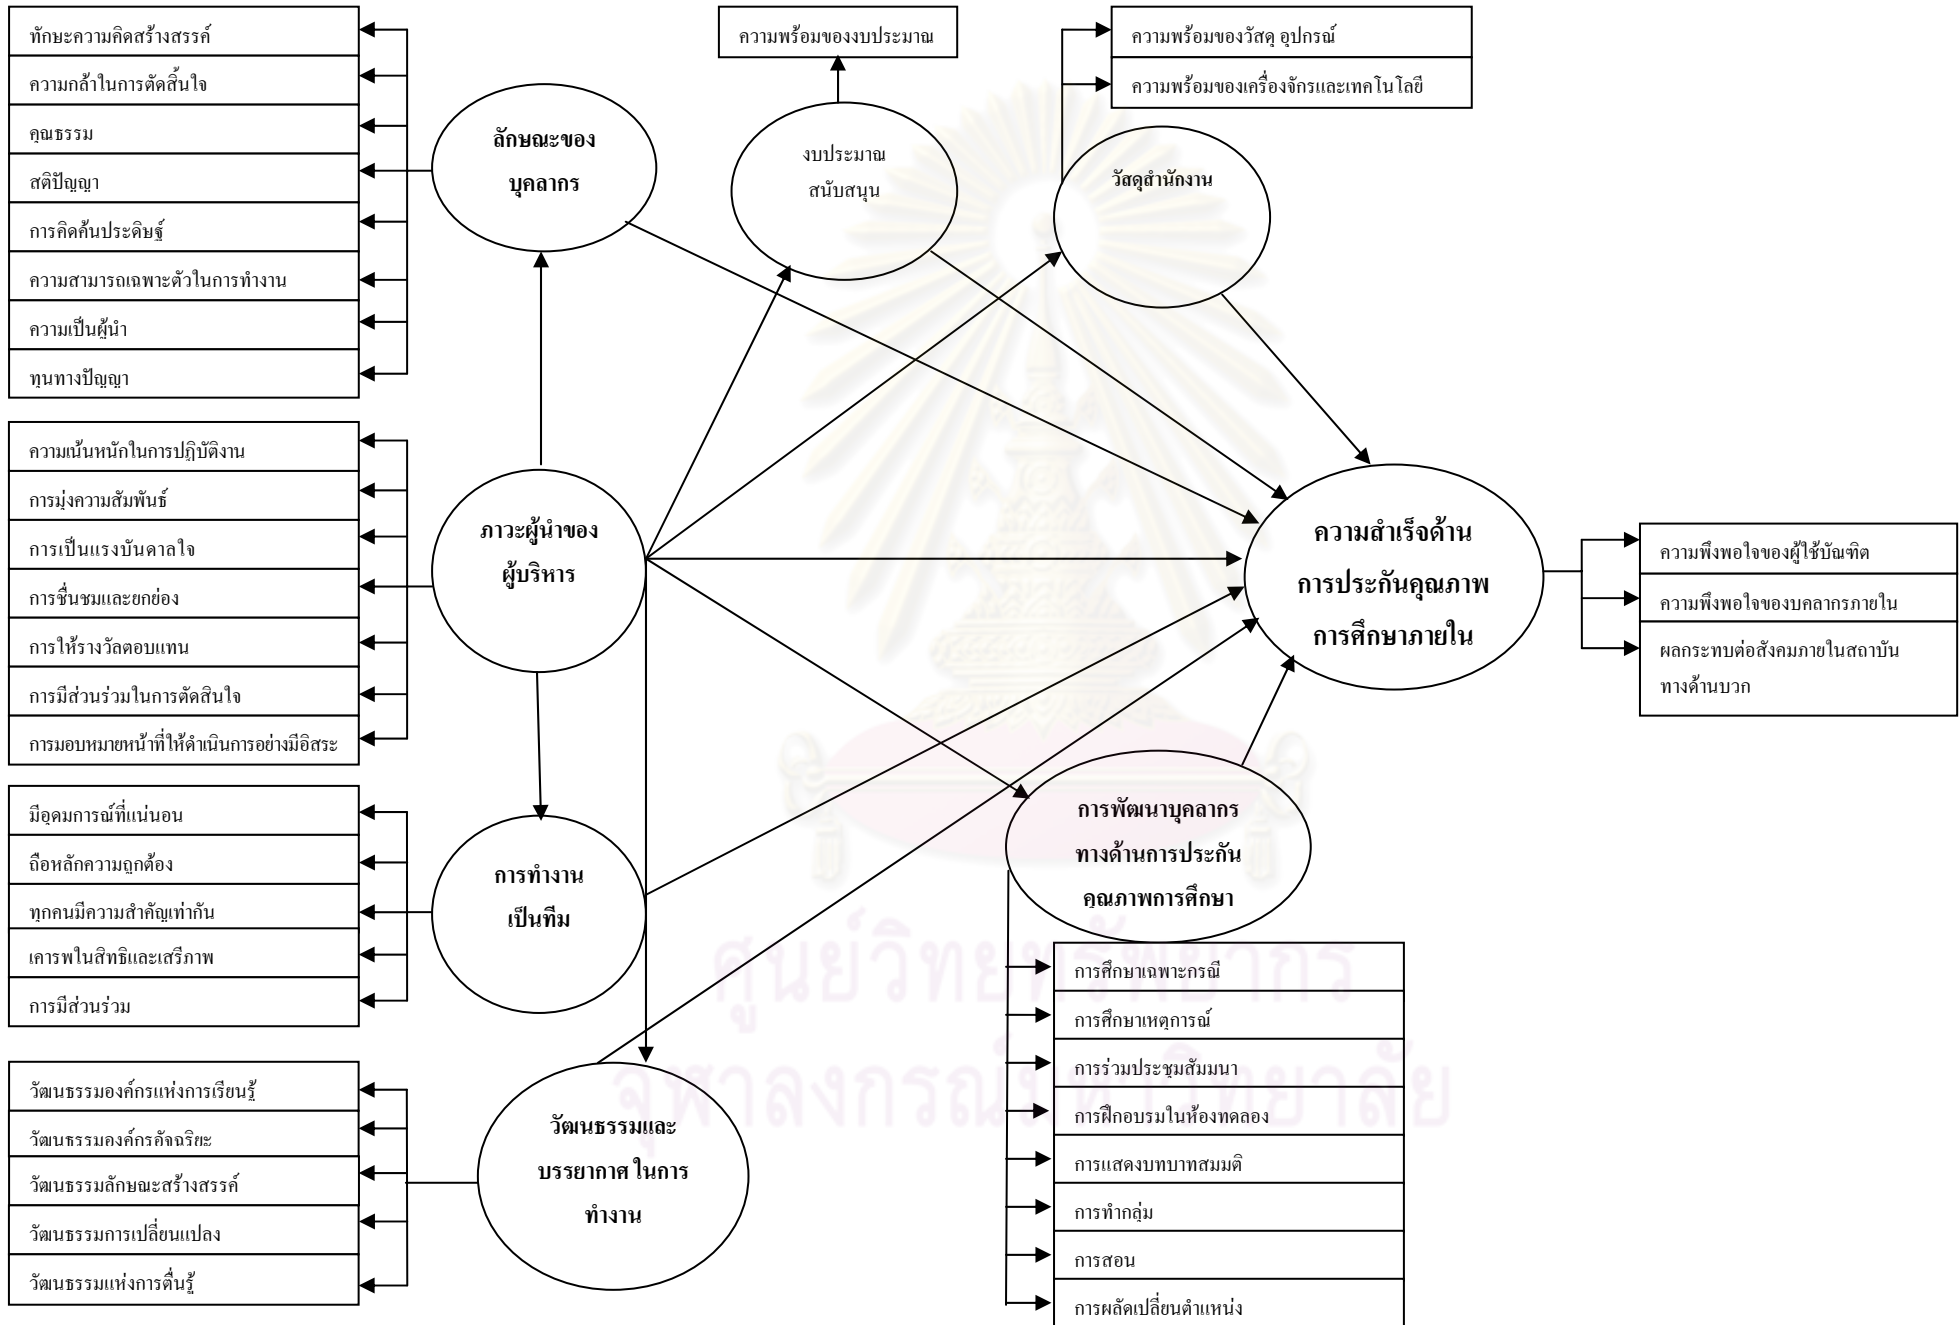 ทักษะความคิดสร้างสรรค์
ความกล้าในการตัดสิ้นใจ
คุณธรรม
สติปัญญา
การคิดค้นประดิษฐ์
ความสามารถเฉพาะตัวในการทำงาน
ความเป็นผู้นำ
ทุนทางปัญญา
ลักษณะของ
บุคลากร
ความพร้อมของงบประมาณ
งบประมาณ
สนับสนุน
ความพร้อมของวัสดุ อุปกรณ์
ความพร้อมของเครื่องจักรและเทคโนโลยี
วัสดุสำนักงาน
ความเน้นหนักในการปฏิบัติงาน
การมุ่งความสัมพันธ์
การเป็นแรงบันดาลใจ
การชื่นชมและยกย่อง
การให้รางวัลตอบแทน
การมีส่วนร่วมในการตัดสินใจ
การมอบหมายหน้าที่ให้ดำเนินการอย่างมีอิสระ
ภาวะผู้นำของ
ผู้บริหาร
ความสำเร็จด้าน
การประกันคุณภาพ
การศึกษาภายใน
ความพึงพอใจของผู้ใช้บัณฑิต
ความพึงพอใจของบคลากรภายใน
ผลกระทบต่อสังคมภายในสถาบัน
ทางด้านบวก
มีอุดมการณ์ที่แน่นอน
ถือหลักความถูกต้อง
ทุกคนมีความสำคัญเท่ากัน
เคารพในสิทธิและเสรีภาพ
การมีส่วนร่วม
การทำงาน
เป็นทีม
การพัฒนาบุคลากร
ทางด้านการประกัน
คุณภาพการศึกษา
การศึกษาเฉพาะกรณี
การศึกษาเหตุการณ์
การร่วมประชุมสัมมนา
การฝึกอบรมในห้องทดลอง
การแสดงบทบาทสมมติ
การทำกลุ่ม
การสอน
การผลัดเปลี่ยนตำแหน่ง
วัฒนธรรมองค์กรแห่งการเรียนรู้
วัฒนธรรมองค์กรอัจฉริยะ
วัฒนธรรมลักษณะสร้างสรรค์
วัฒนธรรมการเปลี่ยนแปลง
วัฒนธรรมแห่งการตื่นรู้
วัฒนธรรมและ
บรรยากาศ ในการ
ทำงาน
ศูนย์วิทยทรัพยากร
จุฬาลงกรณ์มหาวิทยาลัย